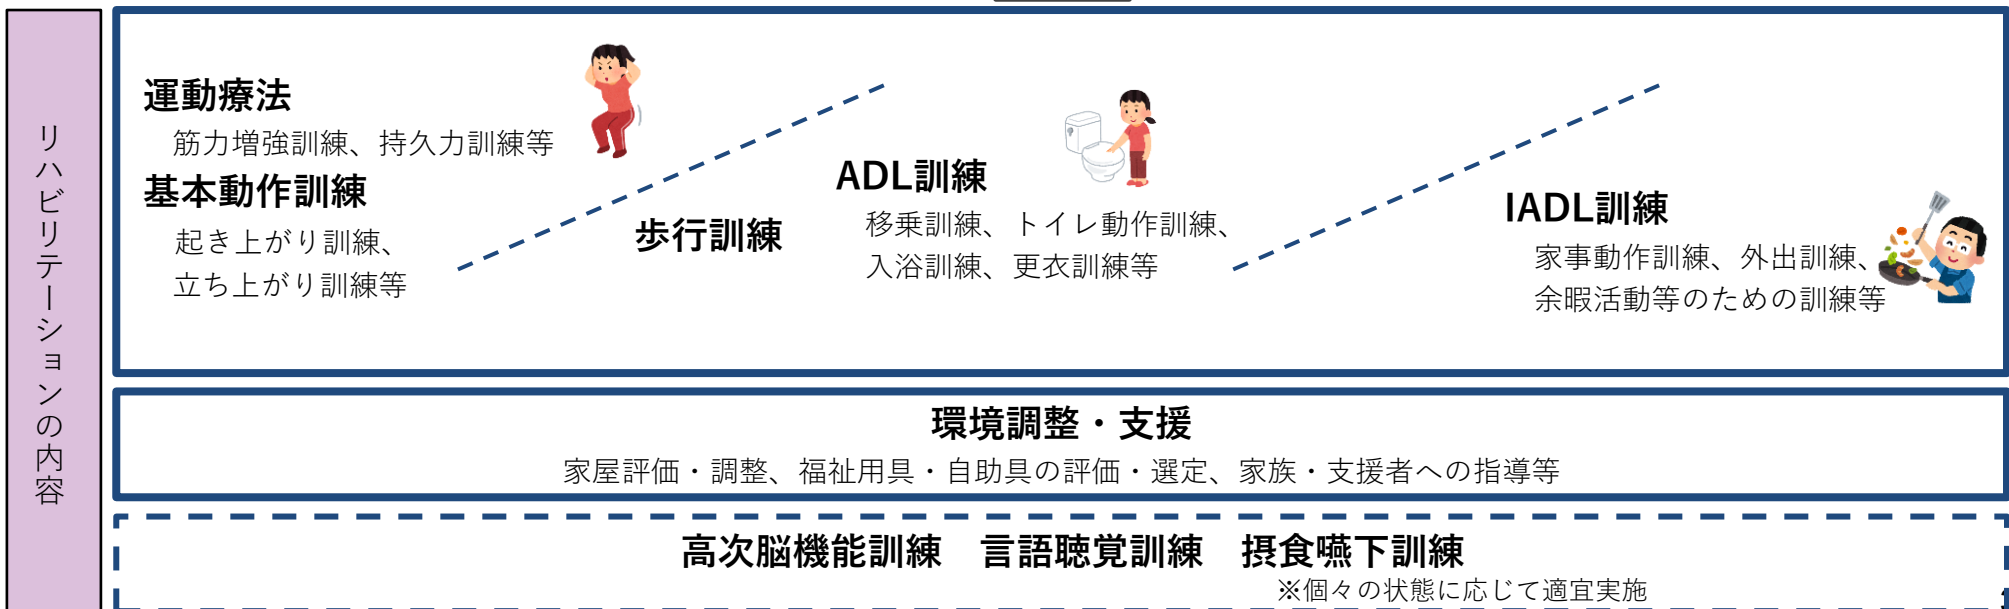 リハビリテーションの内容
運動療法
筋力増強訓練、持久力訓練等
基本動作訓練
起き上がり訓練、
立ち上がり訓練等
歩行訓練
ADL訓練
移乗訓練、トイレ動作訓練、
入浴訓練、更衣訓練等
IADL訓練
家事動作訓練、外出訓練、
余暇活動等のための訓練等
環境調整・支援
家屋評価・調整、福祉用具・自助具の評価・選定、家族・支援者への指導等
高次脳機能訓練　言語聴覚訓練　摂食嚥下訓練
※個々の状態に応じて適宜実施